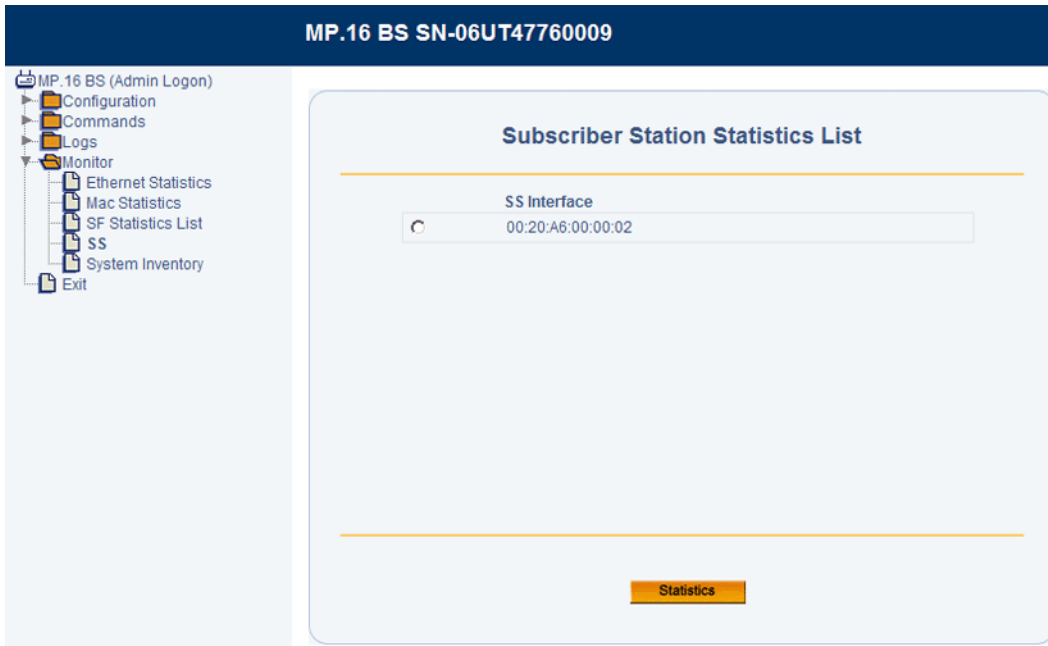 MP.16 BS SN-06UT47760009
MP.16 BS (Admin Logon)
Configuration
Commands
Logs
Monitor
Ethernet Statistics
Mac Statistics
SF Statistics List
SS
System Inventory
Exit
Subscriber Station Statistics List
SS Interface
00:20:A6:00:00:02
Statistics